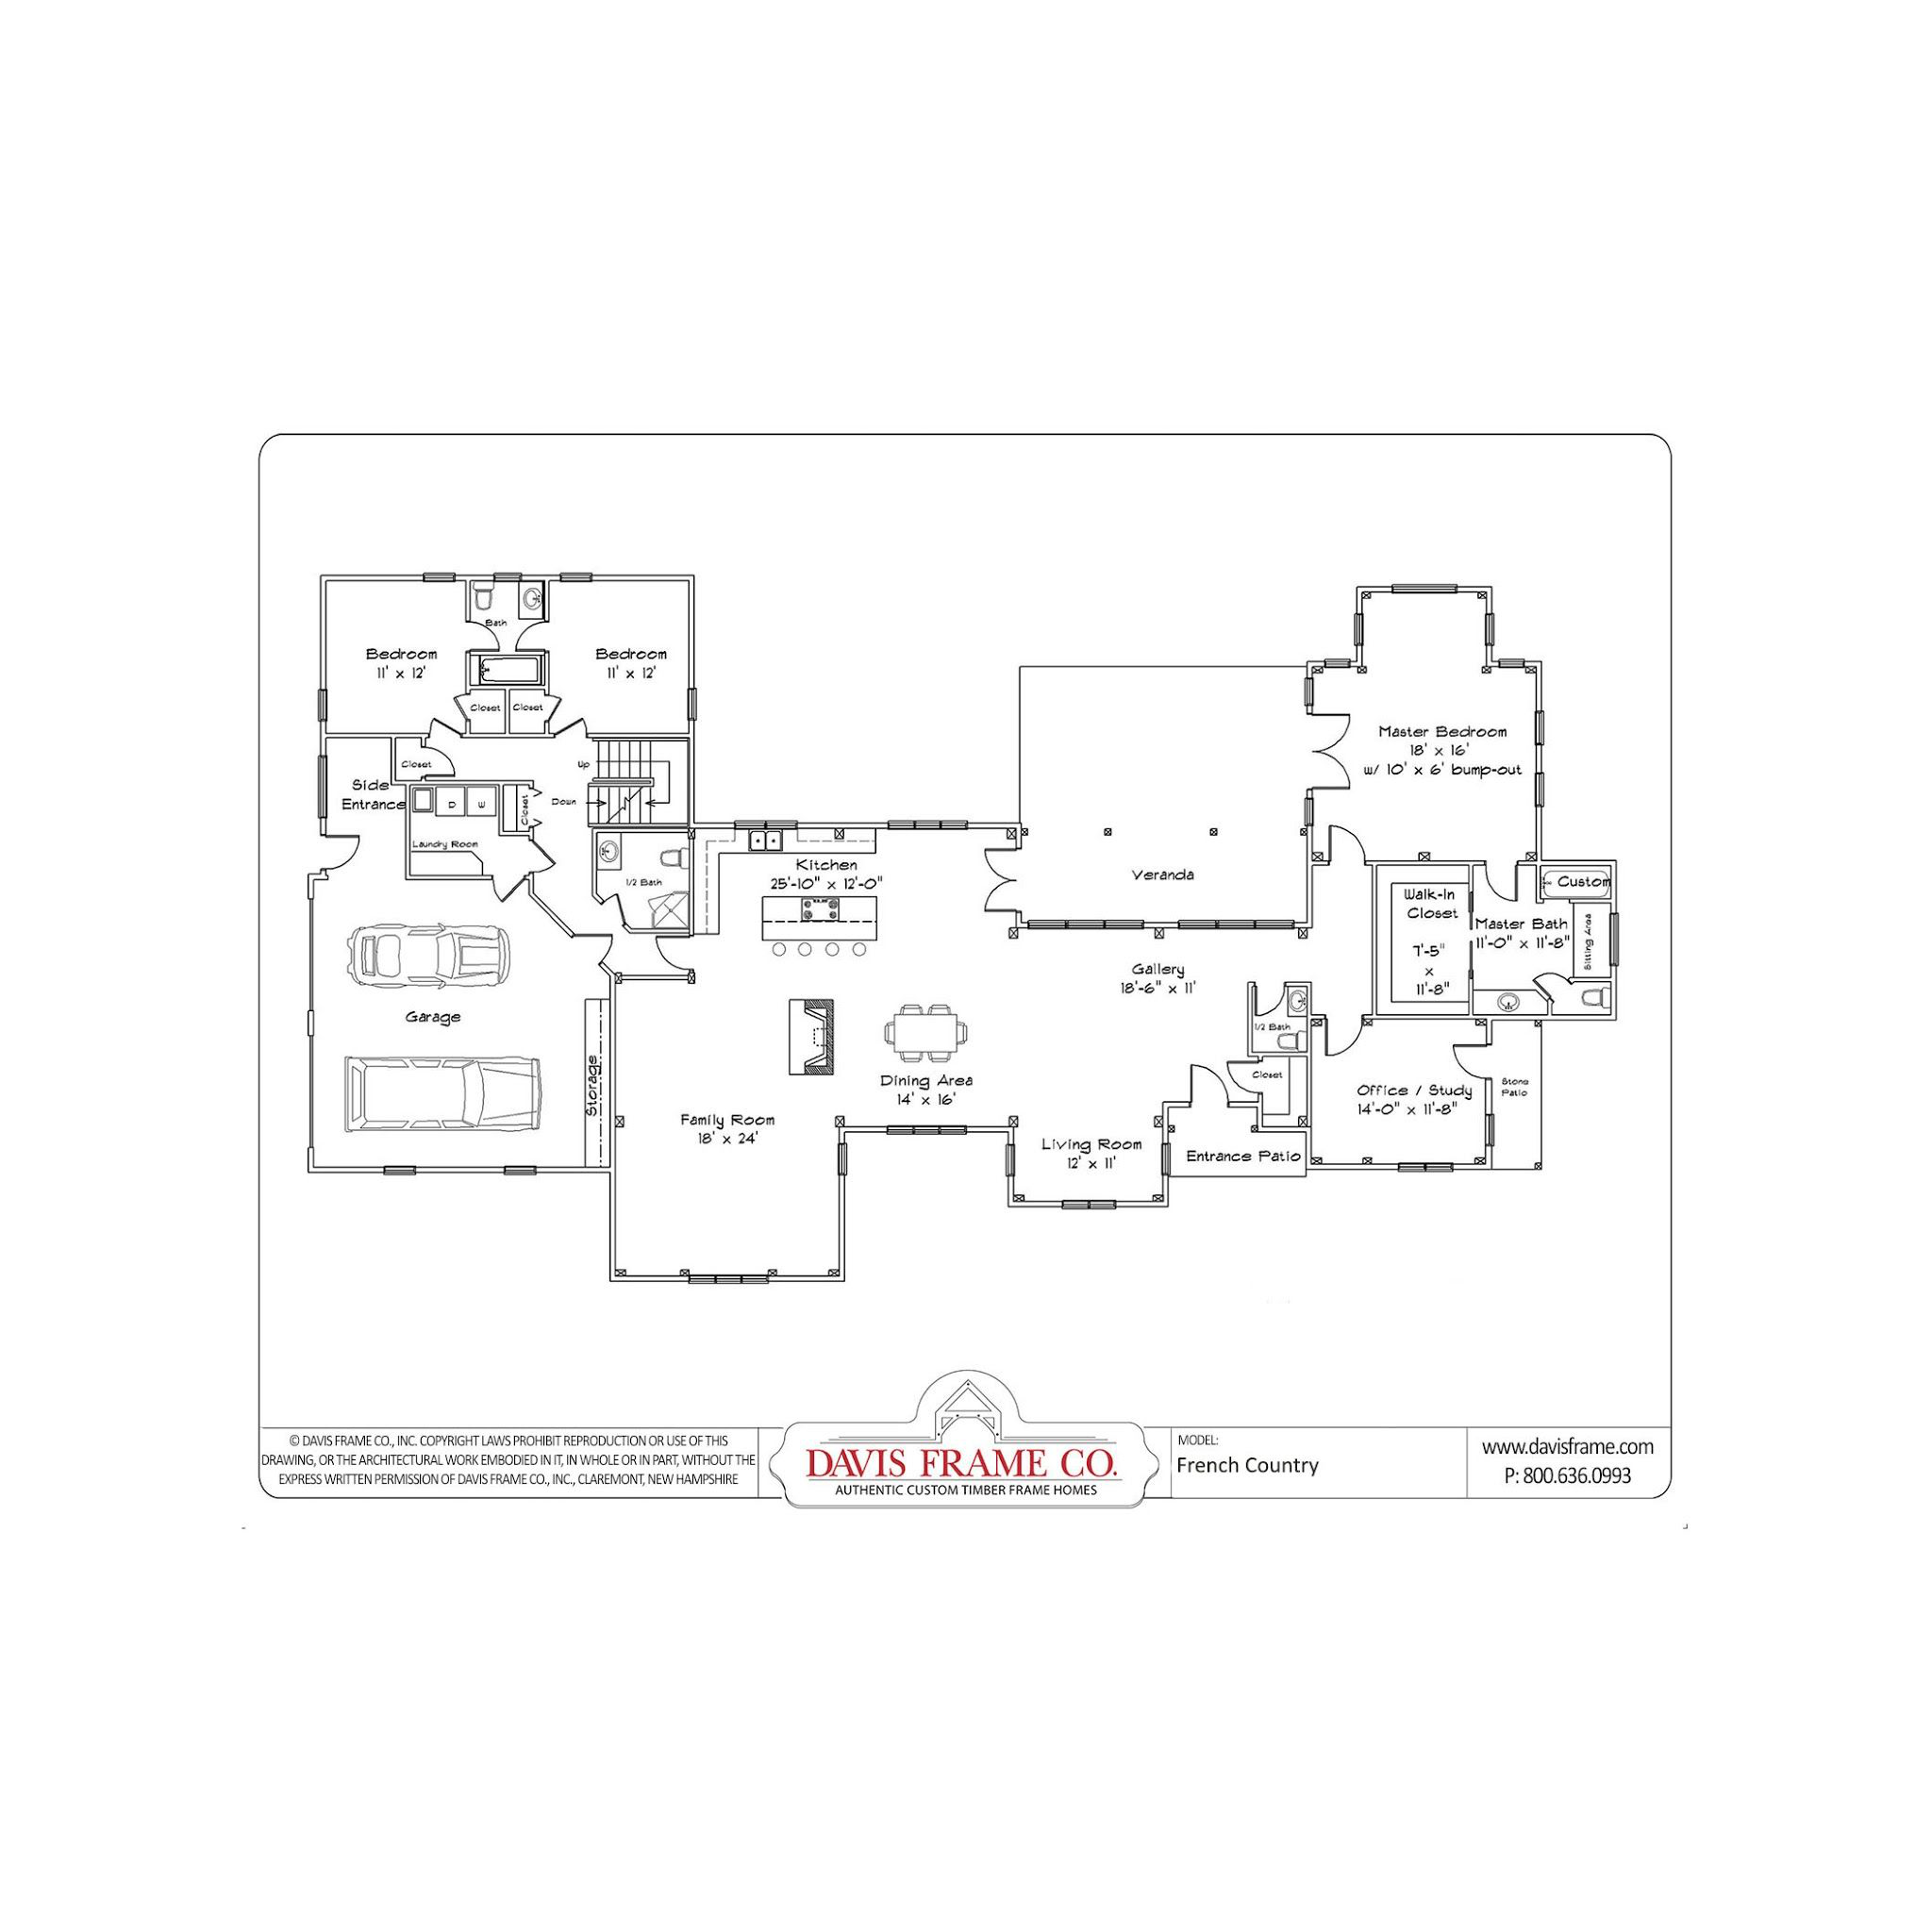 Bath
Bedroom
11' x 12'
Bedroom
11' x 12'
Closet
Closet
Closet
Side
Entrance
Up
Down
Closet
D
W
Laundry Room
1/2 Bath
Kitchen
25'-10" x 12'-0"
Veranda
Master Bedroom
18' x 16'
w/ 10' x 6' bump-out
Walk-In
Closet
7'-5"
x
11'-8"
Custom
Master Bath
11'-0" x 11'-8"
Sitting Area
Gallery
18'-6" x 11'
Garage
Storage
1/2 Bath
Closet
Dining Area
14' x 16'
Family Room
18' x 24'
Living Room
12' x 11'
Entrance Patio
Office / Study
14'-0" x 11'-8"
Stone
Patio
© DAVIS FRAME CO., INC. COPYRIGHT LAWS PROHIBIT REPRODUCTION OR USE OF THIS
DRAWING, OR THE ARCHITECTURAL WORK EMBODIED IN IT, IN WHOLE OR IN PART, WITHOUT THE
EXPRESS WRITTEN PERMISSION OF DAVIS FRAME CO., INC., CLAREMONT, NEW HAMPSHIRE
DAVIS FRAME CO.
AUTHENTIC CUSTOM TIMBER FRAME HOMES
MODEL:
French Country
www.davisframe.com
P: 800.636.0993